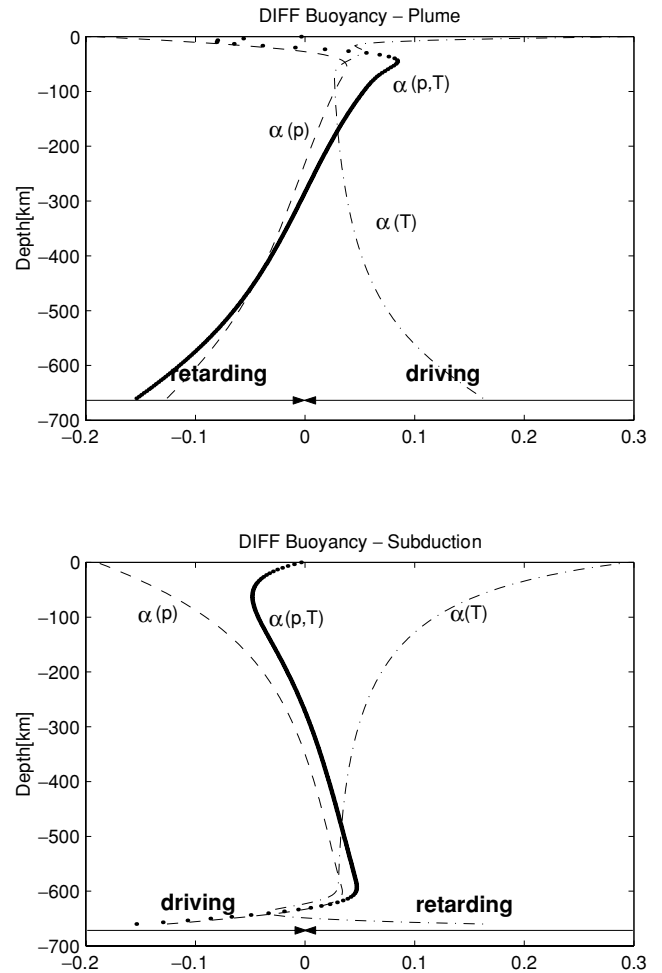 DIFF Buoyancy – Plume
0
−100
−200
−300
−400
−500
−600
−700
Depth[km]
α(p,T)
α(p)
α(T)
retarding
driving
−0.2
−0.1
0
0.1
0.2
0.3
DIFF Buoyancy – Subduction
0
−100
−200
−300
−400
−500
−600
−700
Depth[km]
α(p)
α(p,T)
α(T)
driving
retarding
−0.2
−0.1
0
0.1
0.2
0.3